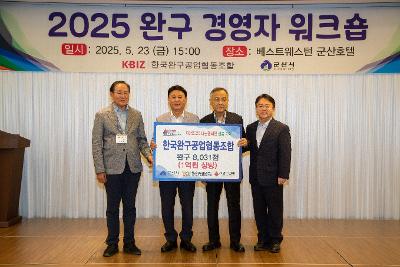 2025 완구 경영자 워크숍
일시 : 2025, 5, 23 (금) 15:00 장소 : 베스트웨스턴 군산호텔
KBIZ 한국완구공업협동조합 군산시
한국완구공업협동조합
완구 8,031점
(1억원 상당)